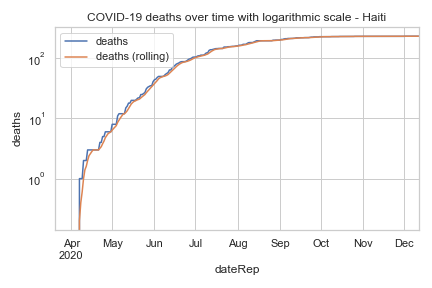 COVID-19 deaths over time with logarithmic scale - Haiti
deaths
deaths (rolling)
10²
10¹
10⁰
deaths
Apr May Jun Jul Aug Sep Oct Nov Dec
2020
dateRep